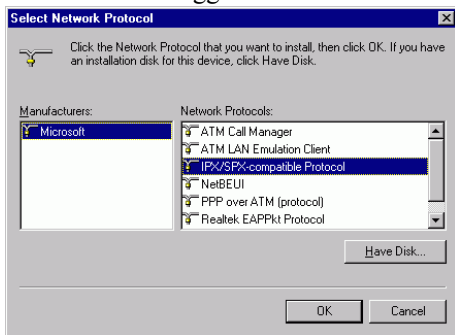 Select Network Protocol
Click the Network Protocol that you want to install, then click OK. If you have
an installation disk for this device, click Have Disk.
Manufacturers:
Microsoft
Network Protocols:
ATM Call Manager
ATM LAN Emulation Client
IPX/SPX-compatible Protocol
NetBEUI
PPP over ATM (protocol)
Realtek EAPPkt Protocol
Have Disk...
OK
Cancel